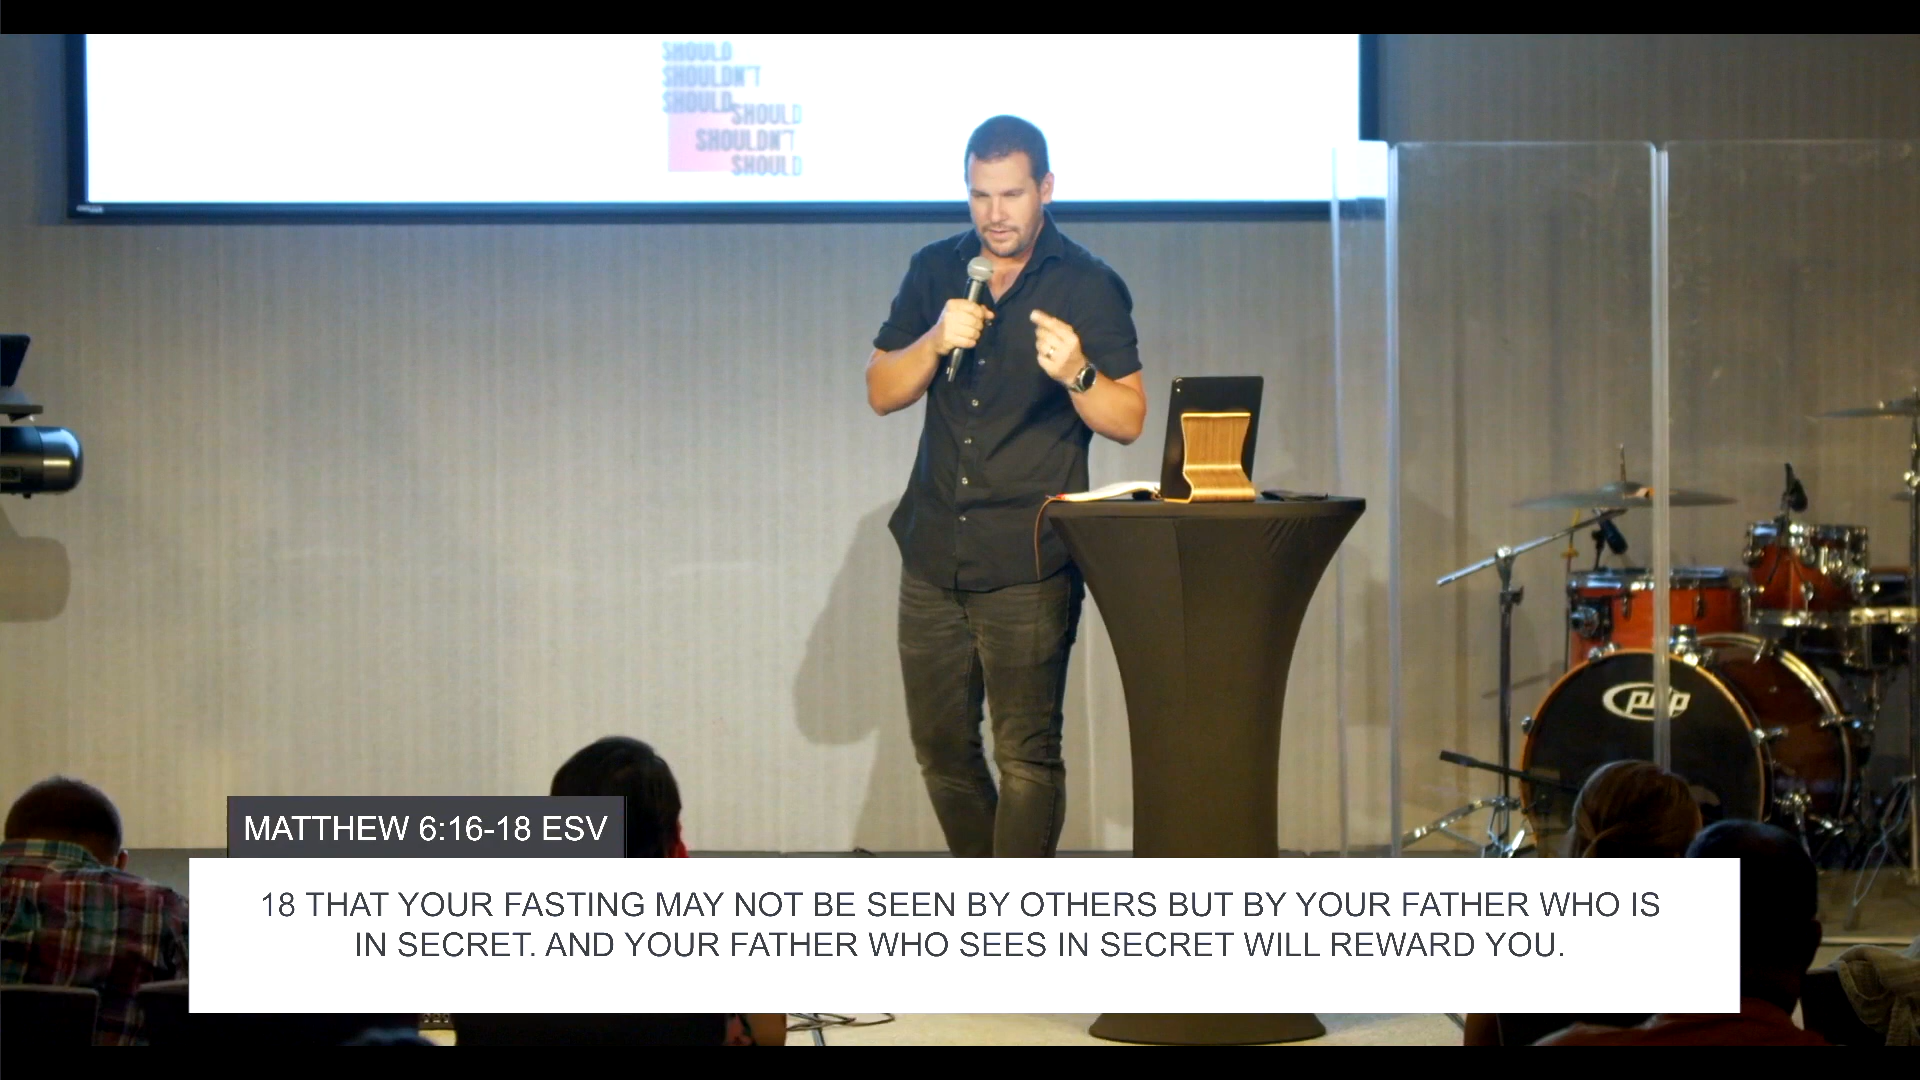 SHOULD
SHOULDN'T
SHOULD
SHOULD
SHOULDN'T
SHOULD
pdp
MATTHEW 6:16-18 ESV
18 THAT YOUR FASTING MAY NOT BE SEEN BY OTHERS BUT BY YOUR FATHER WHO IS
IN SECRET. AND YOUR FATHER WHO SEES IN SECRET WILL REWARD YOU.